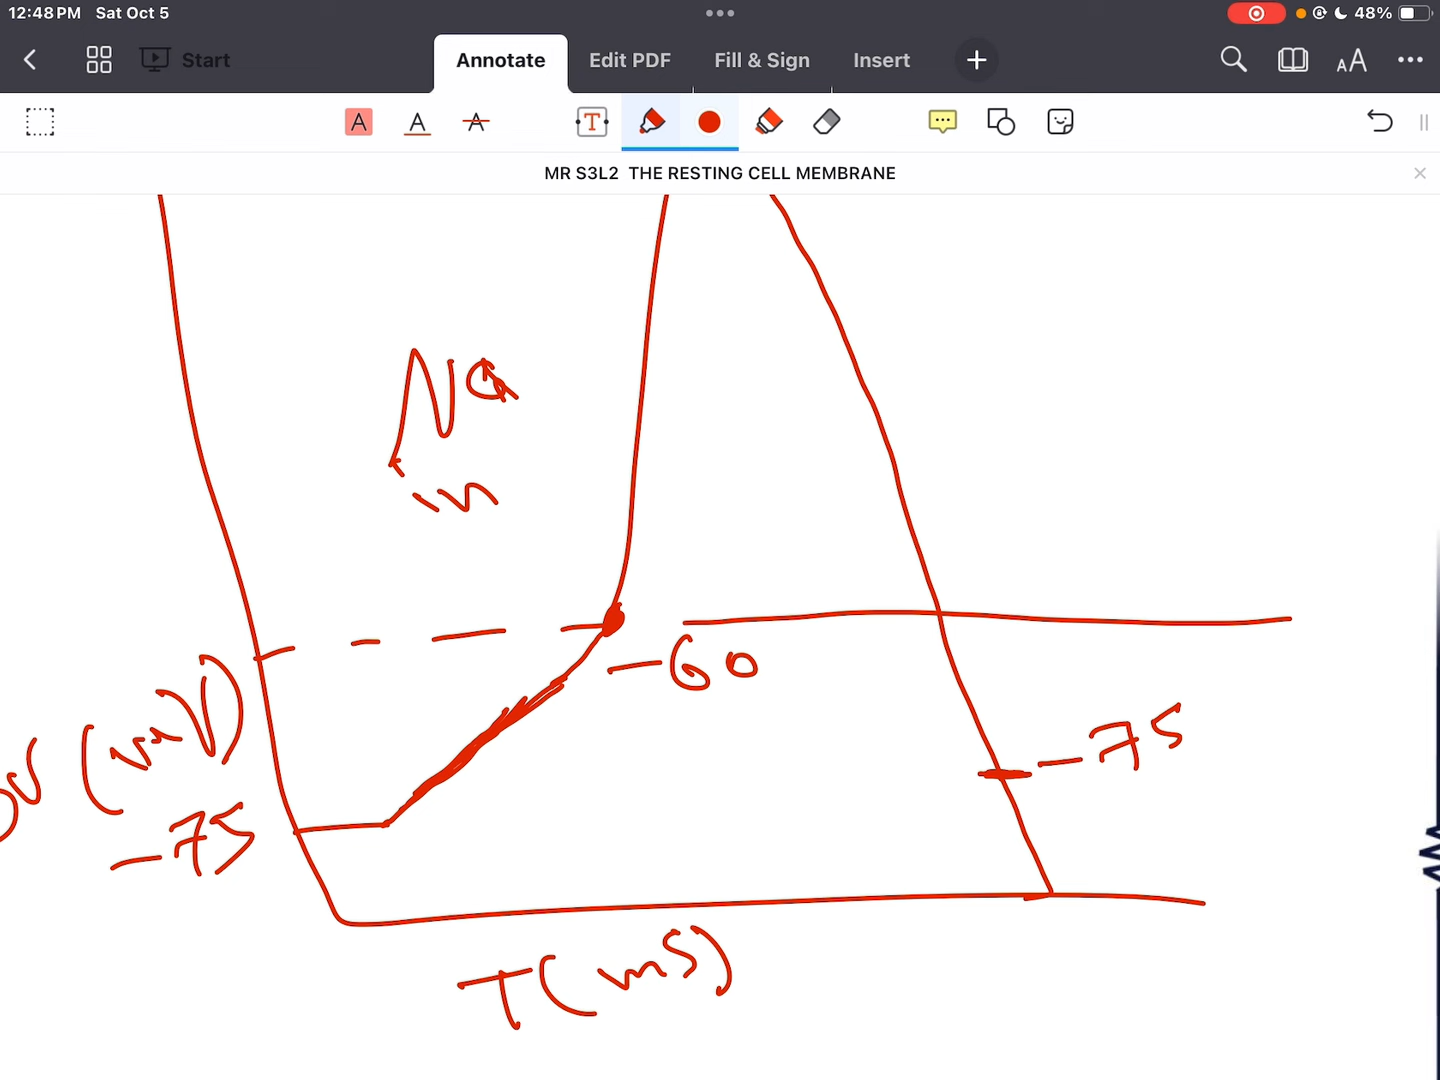 12:48 PM Sat Oct 5
48%
Start
Annotate
Edit PDF
Fill & Sign
Insert
A A A T
AA
MR S3L2 THE RESTING CELL MEMBRANE
Na
in
-60
(mV)
-75
-75
T(ms)